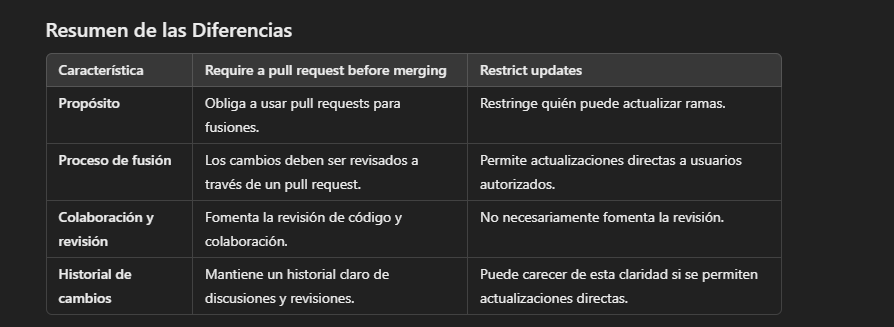 Resumen de las Diferencias
Característica Require a pull request before merging Restrict updates
Propósito Obliga a usar pull requests para Restringe quién puede actualizar ramas.
fusiones.
Proceso de fusión Los cambios deben ser revisados a Permite actualizaciones directas a usuarios
través de un pull request. autorizados.
Colaboración y Fomenta la revisión de código y No necesariamente fomenta la revisión.
revisión colaboración.
Historial de Mantiene un historial claro de Puede carecer de esta claridad si se permiten
cambios discusiones y revisiones. actualizaciones directas.